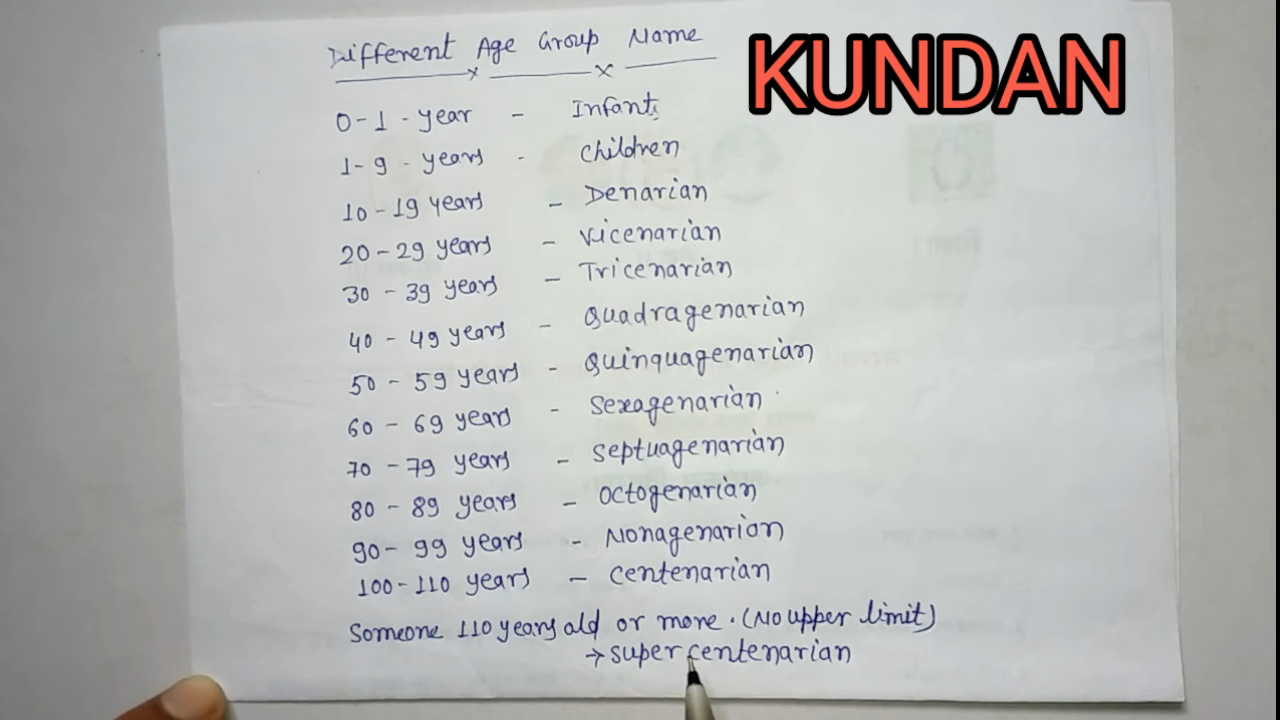 Different Age Group Name
KUNDAN
0-1 - year - Infants
1-9 - years - children
10-19 years - Denarian
20-29 years - Vicenarian
30-39 years - Tricenarian
40-49 years - Quadragenarian
50-59 years - Quinquagenarian
60-69 years - Sexagenarian
70-79 years - Septuagenarian
80-89 years - Octogenarian
90-99 years - Nonagenarian
100-110 years - Centenarian
Someone 110 years ald or more. (No upper limit)
→ supercentenarian